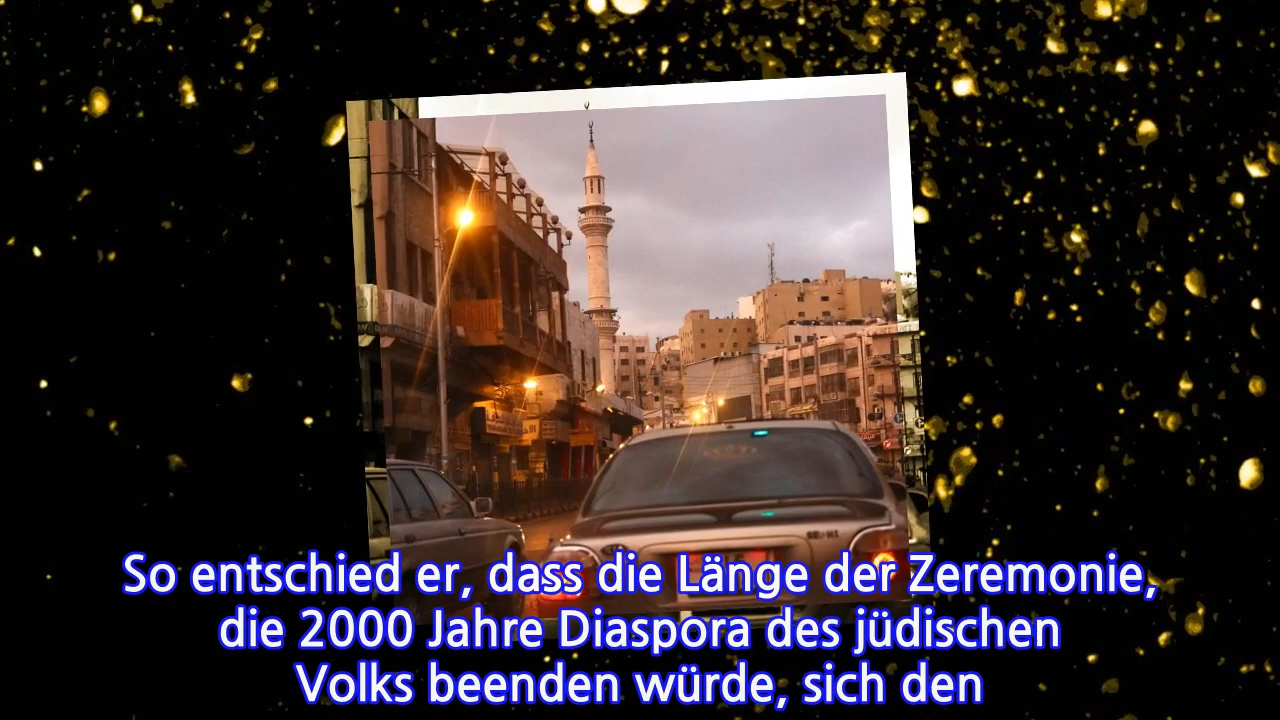 So entschied er, dass die Länge der Zeremonie,
die 2000 Jahre Diaspora des jüdischen
Volks beenden würde, sich den